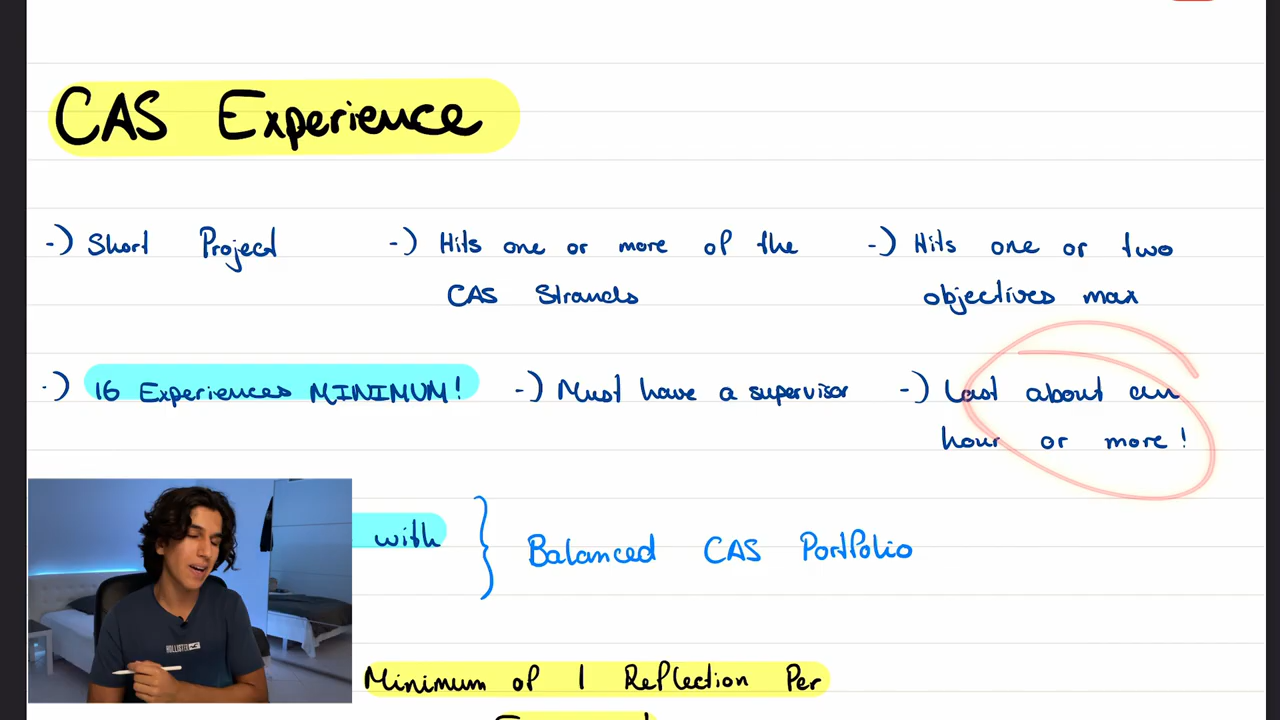 CAS Experience
-) Short Project -) Hits one or more of the -) Hits one or two
CAS Strands objectives max
-) 16 Experiences MINIMUM! -) Must have a supervisor -) Last about an
hour or more!
with } Balanced CAS Portfolio
HOLLISTER
Minimum of 1 Reflection Per